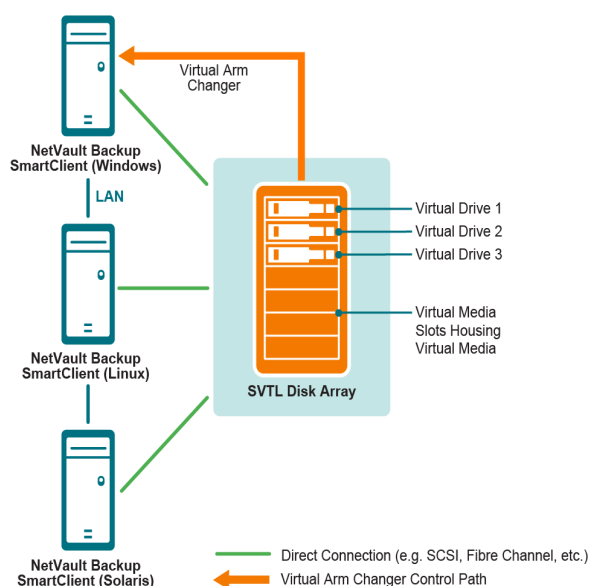 Virtual Arm
Changer
NetVault Backup
SmartClient (Windows)
LAN
Virtual Drive 1
Virtual Drive 2
Virtual Drive 3
Virtual Media
Slots Housing
Virtual Media
NetVault Backup
SmartClient (Linux)
SVTL Disk Array
NetVault Backup
SmartClient (Solaris)
Direct Connection (e.g. SCSI, Fibre Channel, etc.)
Virtual Arm Changer Control Path